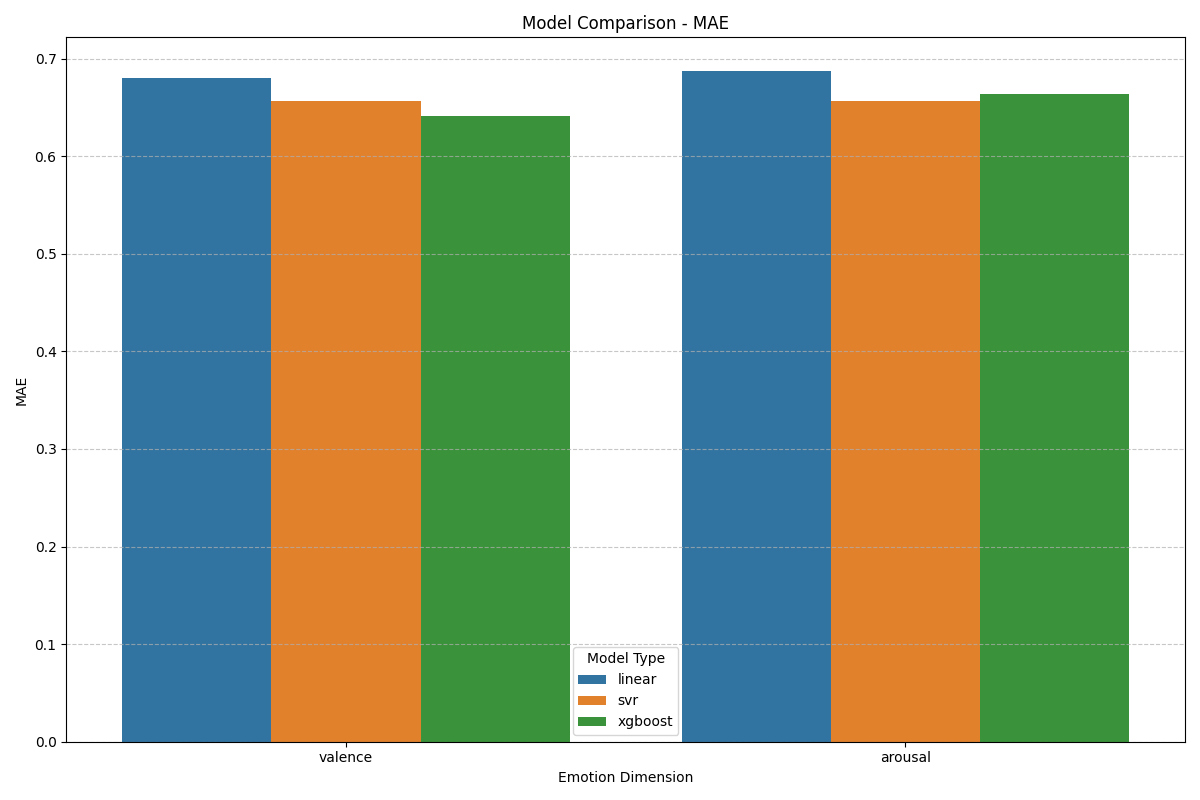 Model Comparison - MAE
MAE
0.7
0.6
0.5
0.4
0.3
0.2
0.1
0.0
Model Type
linear
svr
xgboost
valence
arousal
Emotion Dimension